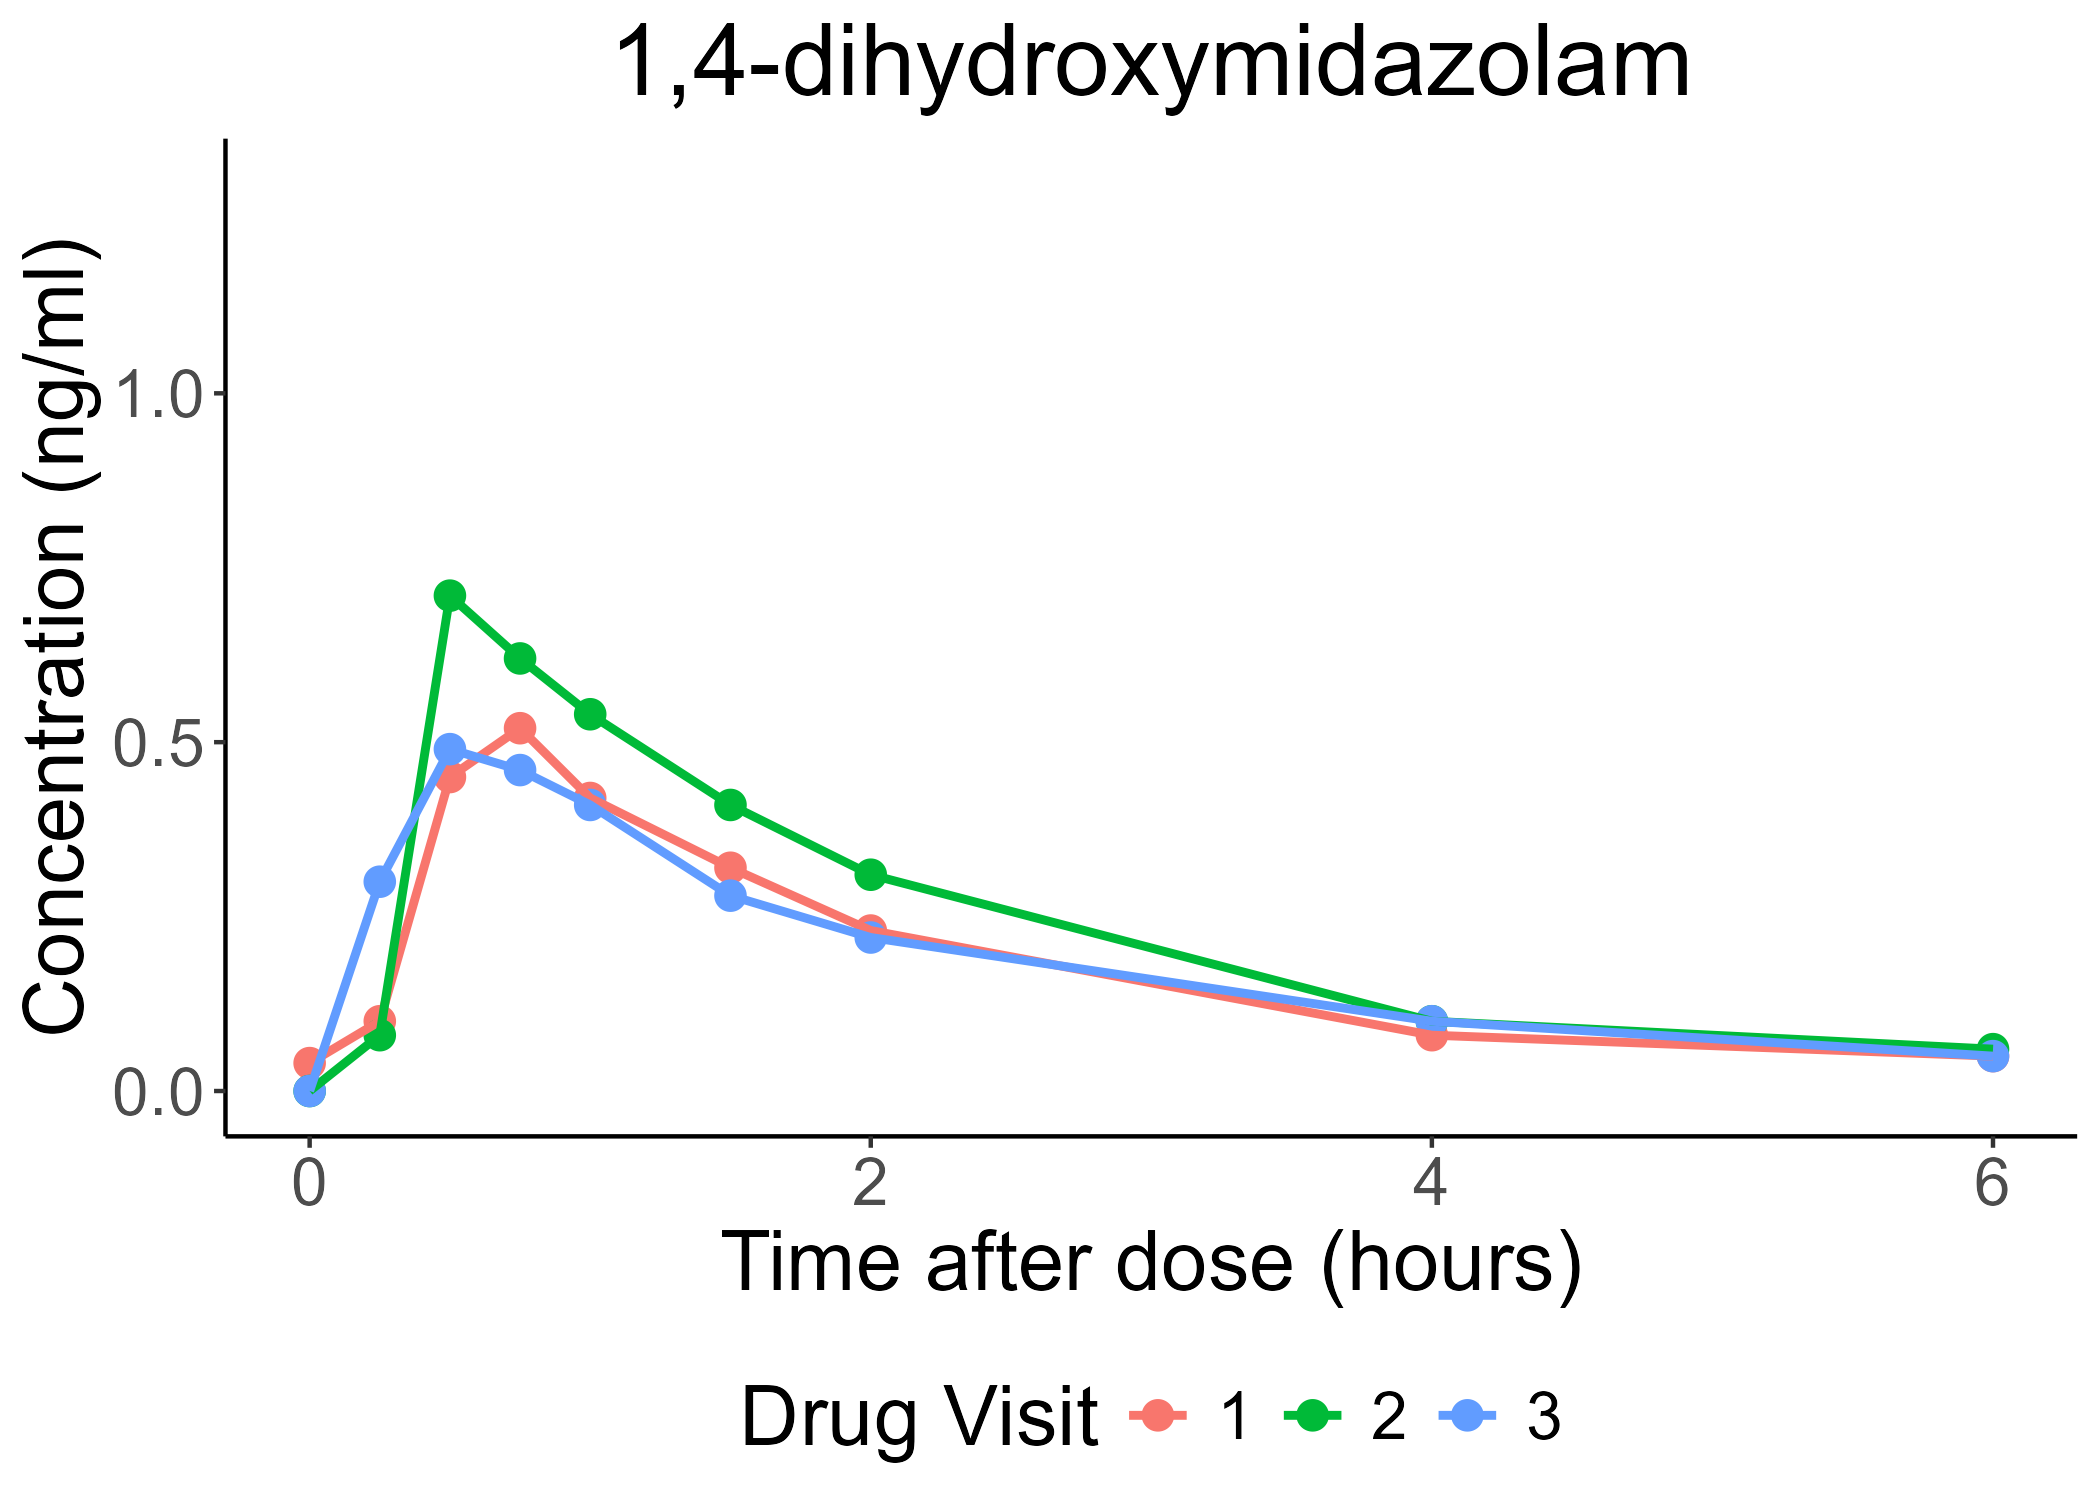 1,4-dihydroxymidazolam
Concentration (ng/ml)
1.0
0.5
0.0
0 2 4 6
Time after dose (hours)
Drug Visit 1 2 3